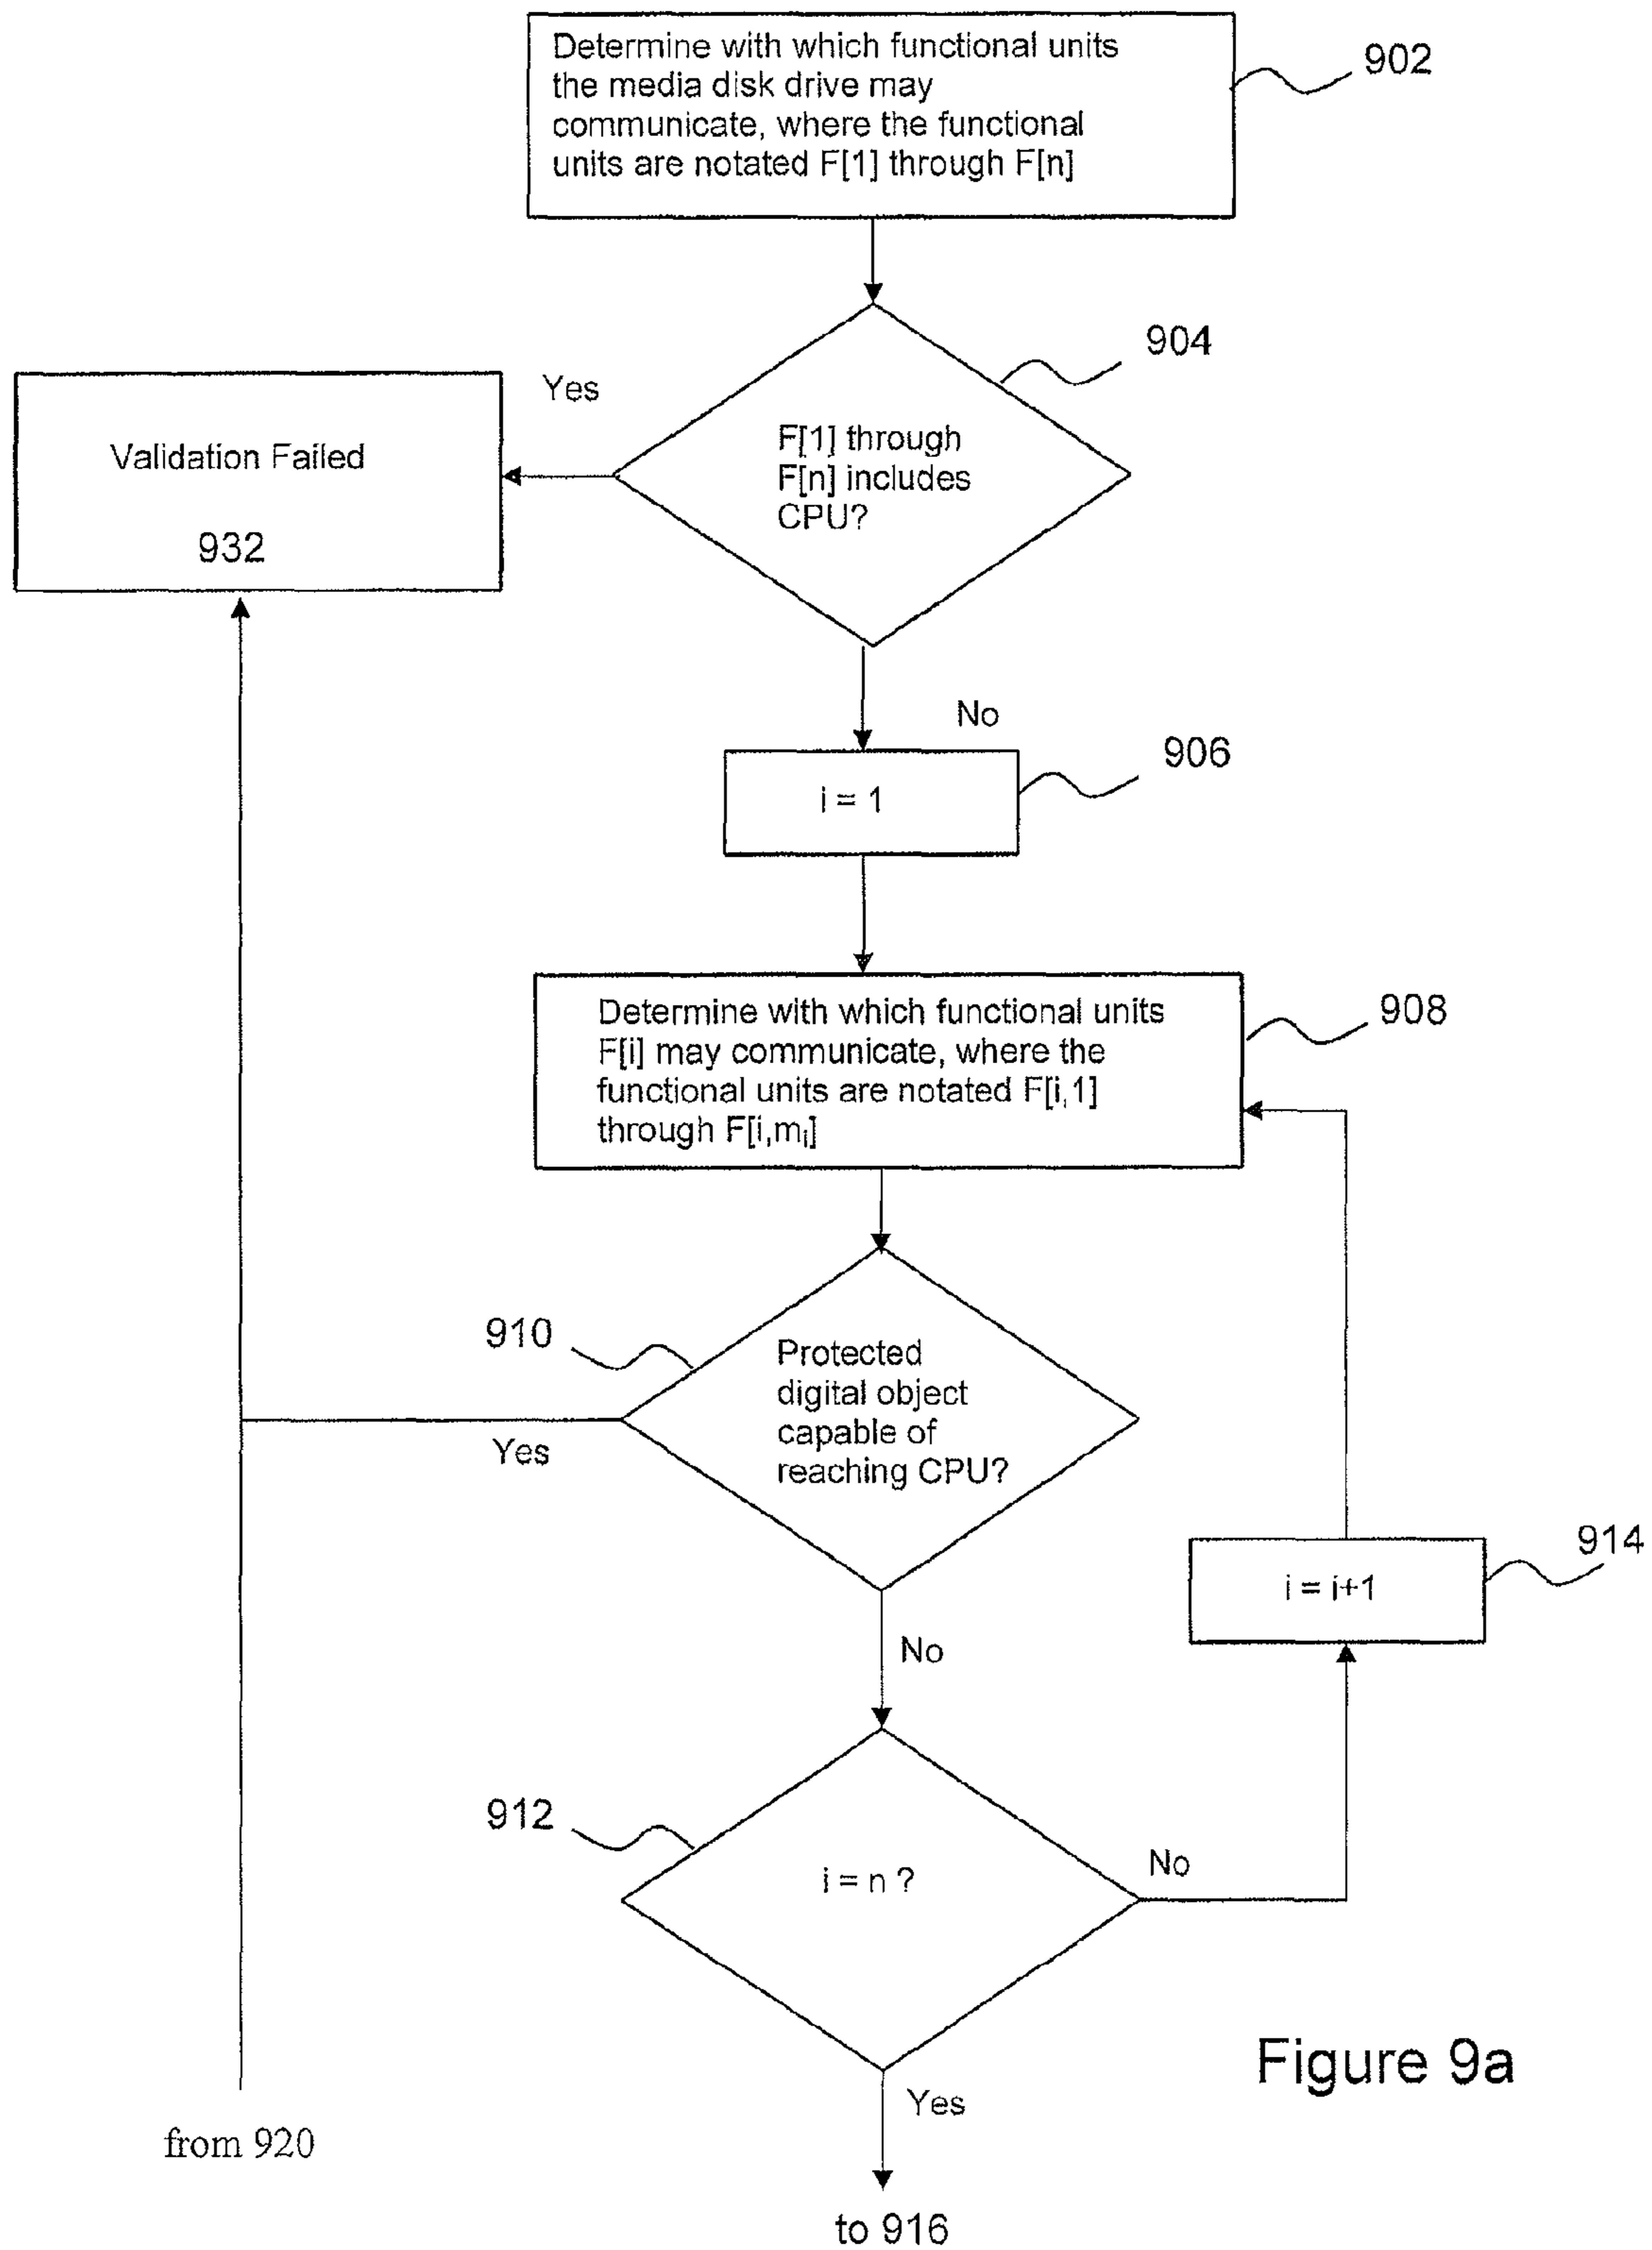 Determine with which functional units
the media disk drive may
communicate, where the functional
units are notated F[1] through F[n]
902
904
Yes
F[1] through
F[n] includes
CPU?
Validation Failed
932
No
906
i = 1
Determine with which functional units
F[i] may communicate, where the
functional units are notated F[i,1]
through F[i,mᵢ]
908
910
Protected
digital object
capable of
reaching CPU?
Yes
914
i = i+1
No
912
i = n ?
No
Figure 9a
Yes
from 920
to 916